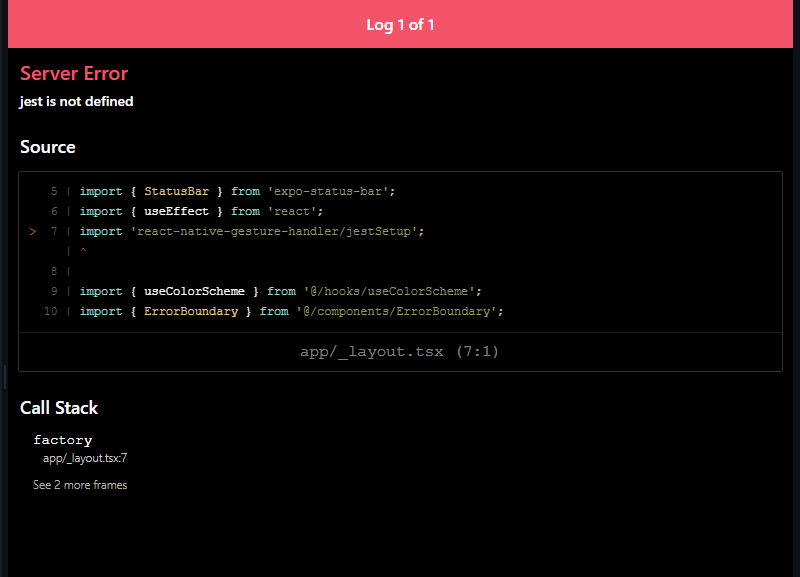 Log 1 of 1
Server Error
jest is not defined
Source
5 | import { StatusBar } from 'expo-status-bar';
6 | import { useEffect } from 'react';
> 7 | import 'react-native-gesture-handler/jestSetup';
| ^
8 |
9 | import { useColorScheme } from '@/hooks/useColorScheme';
10 | import { ErrorBoundary } from '@/components/ErrorBoundary';
app/_layout.tsx (7:1)
Call Stack
factory
app/_layout.tsx:7
See 2 more frames